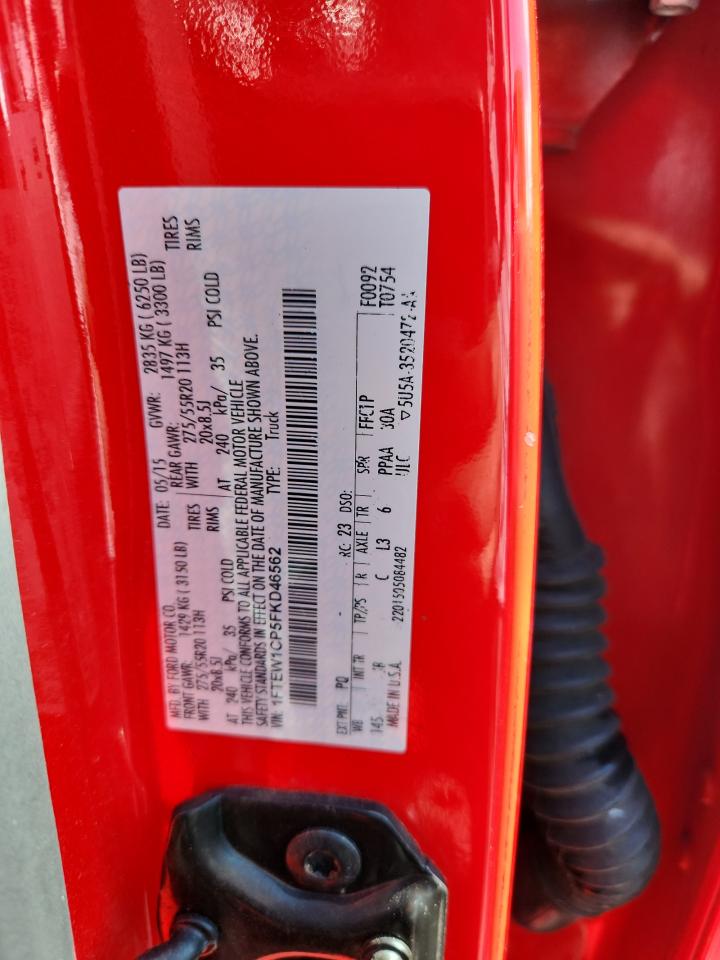 MFD. BY FORD MOTOR CO.
DATE: 05/15 GVWR: 2835 KG ( 6250 LB)
FRONT GAWR: 1429 KG ( 3150 LB) REAR GAWR: 1497 KG ( 3300 LB)
WITH 275/55R20 113H TIRES WITH 275/55R20 113H TIRES
20x8.5J RIMS 20x8.5J RIMS
AT 240 kPa/ 35 PSI COLD AT 240 kPa/ 35 PSI COLD
THIS VEHICLE CONFORMS TO ALL APPLICABLE FEDERAL MOTOR VEHICLE
SAFETY STANDARDS IN EFFECT ON THE DATE OF MANUFACTURE SHOWN ABOVE.
VIN: 1FTEW1CP5FKD46562 TYPE: Truck
EXT PNT: PQ RC: 23 DSO: F0092
WB INT TR TP/PS R AXLE TR SPR FFC1P T0754
145 C L3 6 PPAA
MADE IN U.S.A. 2201505084482 ▽5U5A-3520472-AA